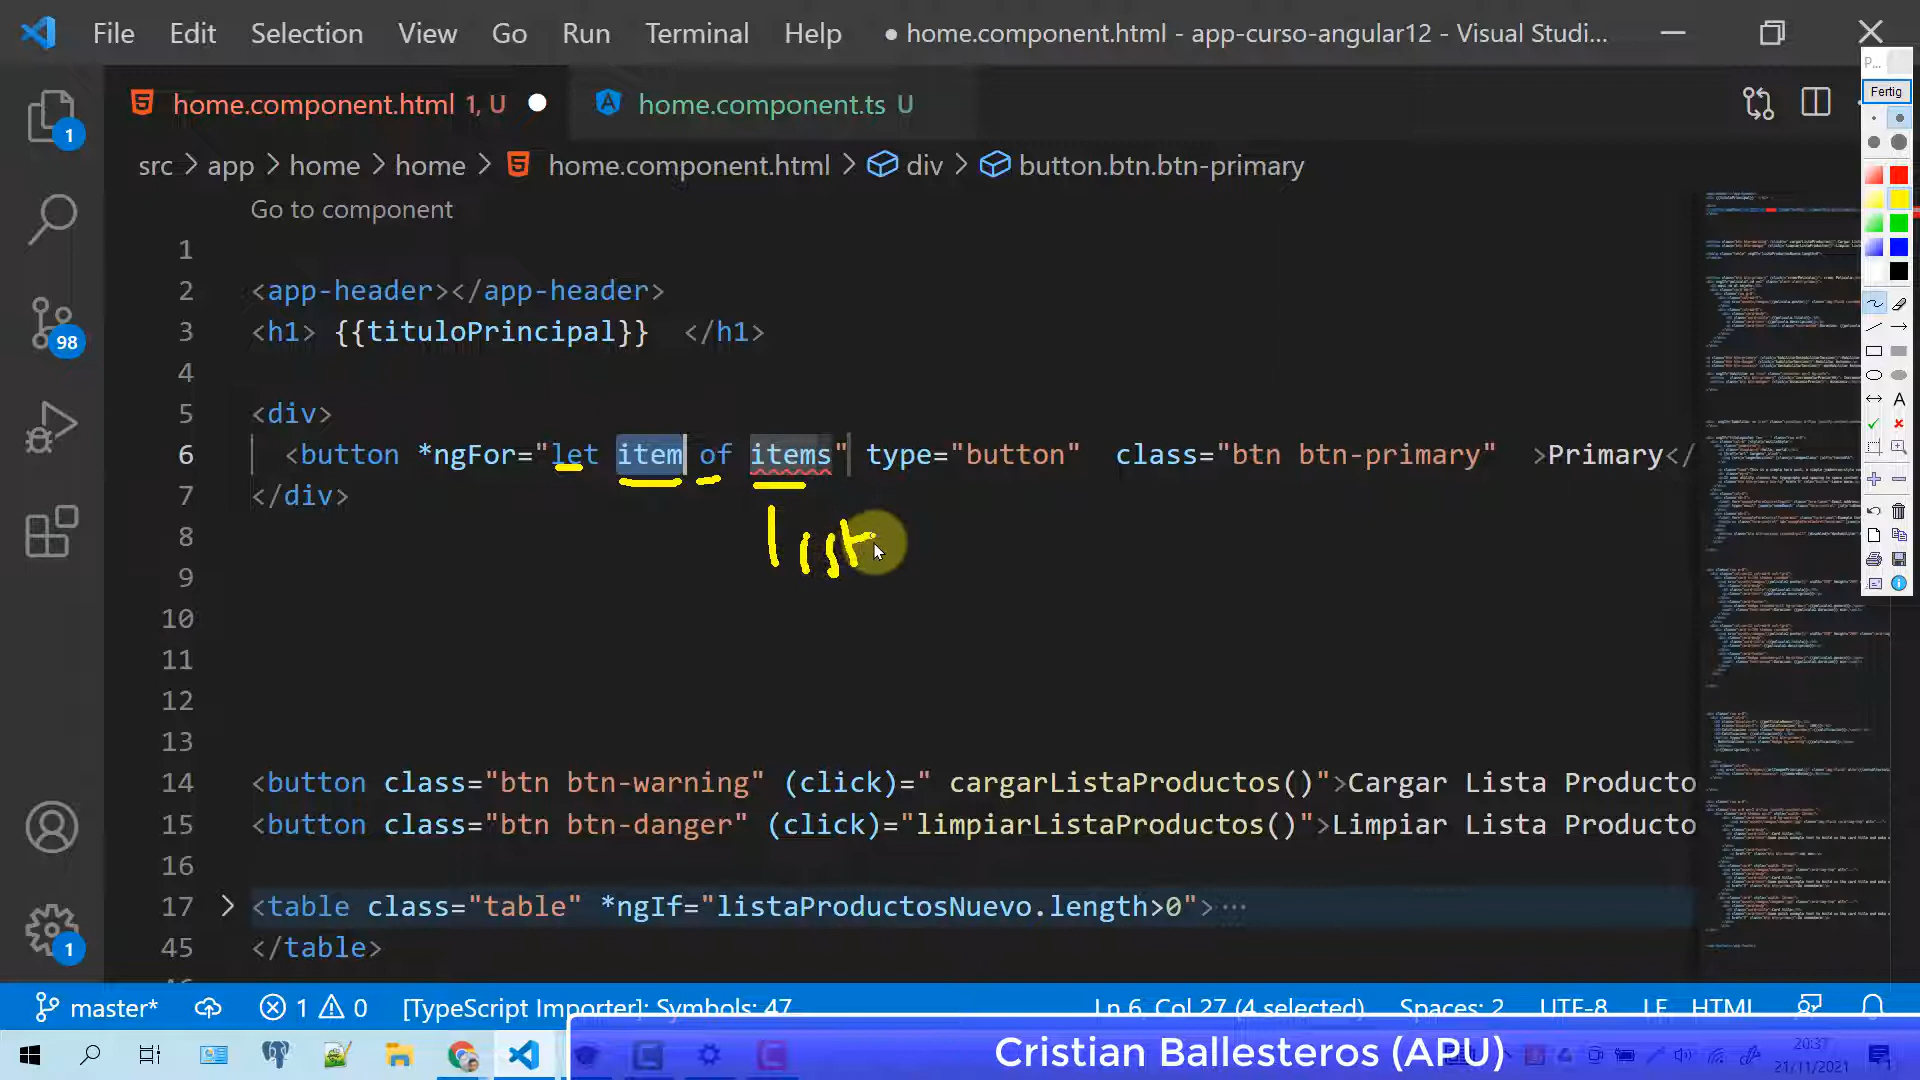 File Edit Selection View Go Run Terminal Help ● home.component.html - app-curso-angular12 - Visual Studi...
P...
Fertig
home.component.html 1, U ● home.component.ts U
1
src > app > home > home > home.component.html > div > button.btn.btn-primary
Go to component
1
2 <app-header></app-header>
3 <h1> {{tituloPrincipal}}  </h1>
98
4
5 <div>
6 <button *ngFor="let item of items" type="button"  class="btn btn-primary"  >Primary</
7 </div>
list
8
9
10
11
12
13
14 <button class="btn btn-warning" (click)=" cargarListaProductos()">Cargar Lista Producto
15 <button class="btn btn-danger" (click)="limpiarListaProductos()">Limpiar Lista Producto
16
17 <table class="table" *ngIf="listaProductosNuevo.length>0">...
1
45 </table>
master* 1 0 [TypeScript Importer]: Symbols: 47 Ln 6, Col 27 (4 selected) Spaces: 2 UTF-8 LF HTML
Cristian Ballesteros (APU)
20:37
21/11/2021